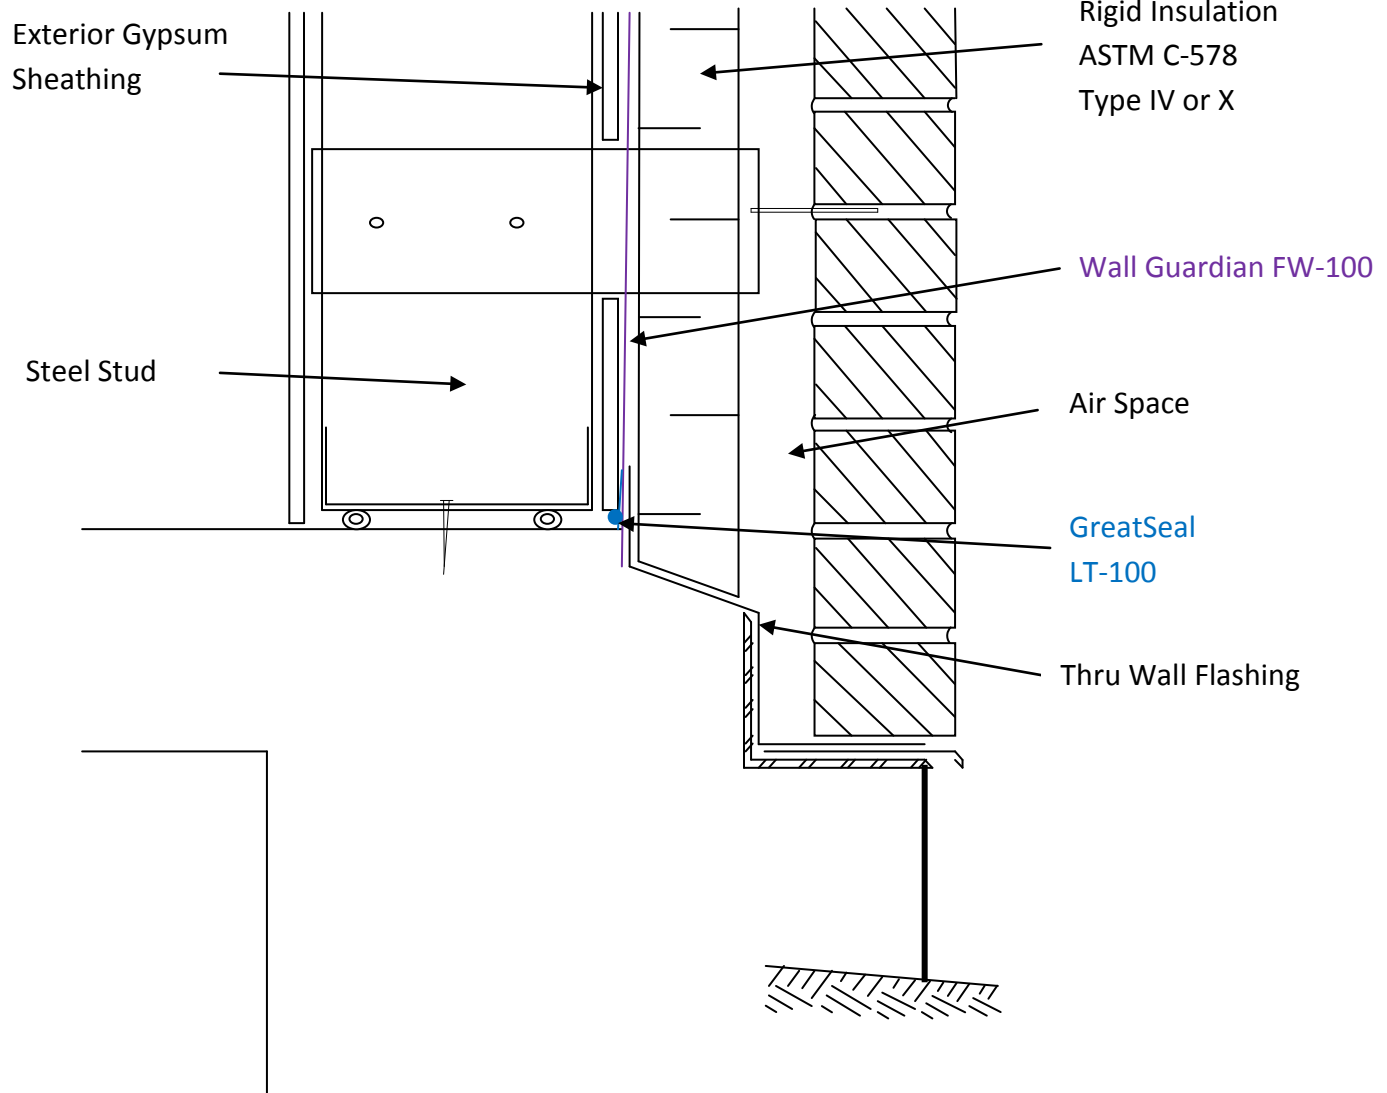 Exterior Gypsum
Sheathing
Rigid Insulation
ASTM C-578
Type IV or X
Wall Guardian FW-100
Steel Stud
Air Space
GreatSeal
LT-100
Thru Wall Flashing